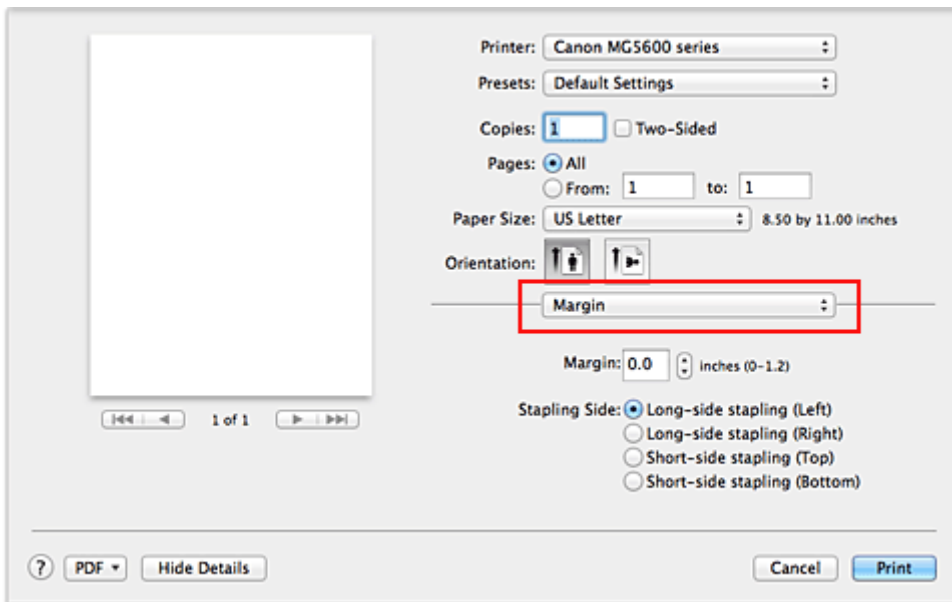 Printer: Canon MG5600 series
Presets: Default Settings
Copies: 1 Two-Sided
Pages: All
From: 1 to: 1
Paper Size: US Letter 8.50 by 11.00 inches
Orientation:
Margin
Margin: 0.0 inches (0-1.2)
Stapling Side: Long-side stapling (Left)
Long-side stapling (Right)
Short-side stapling (Top)
Short-side stapling (Bottom)
1 of 1
? PDF Hide Details Cancel Print